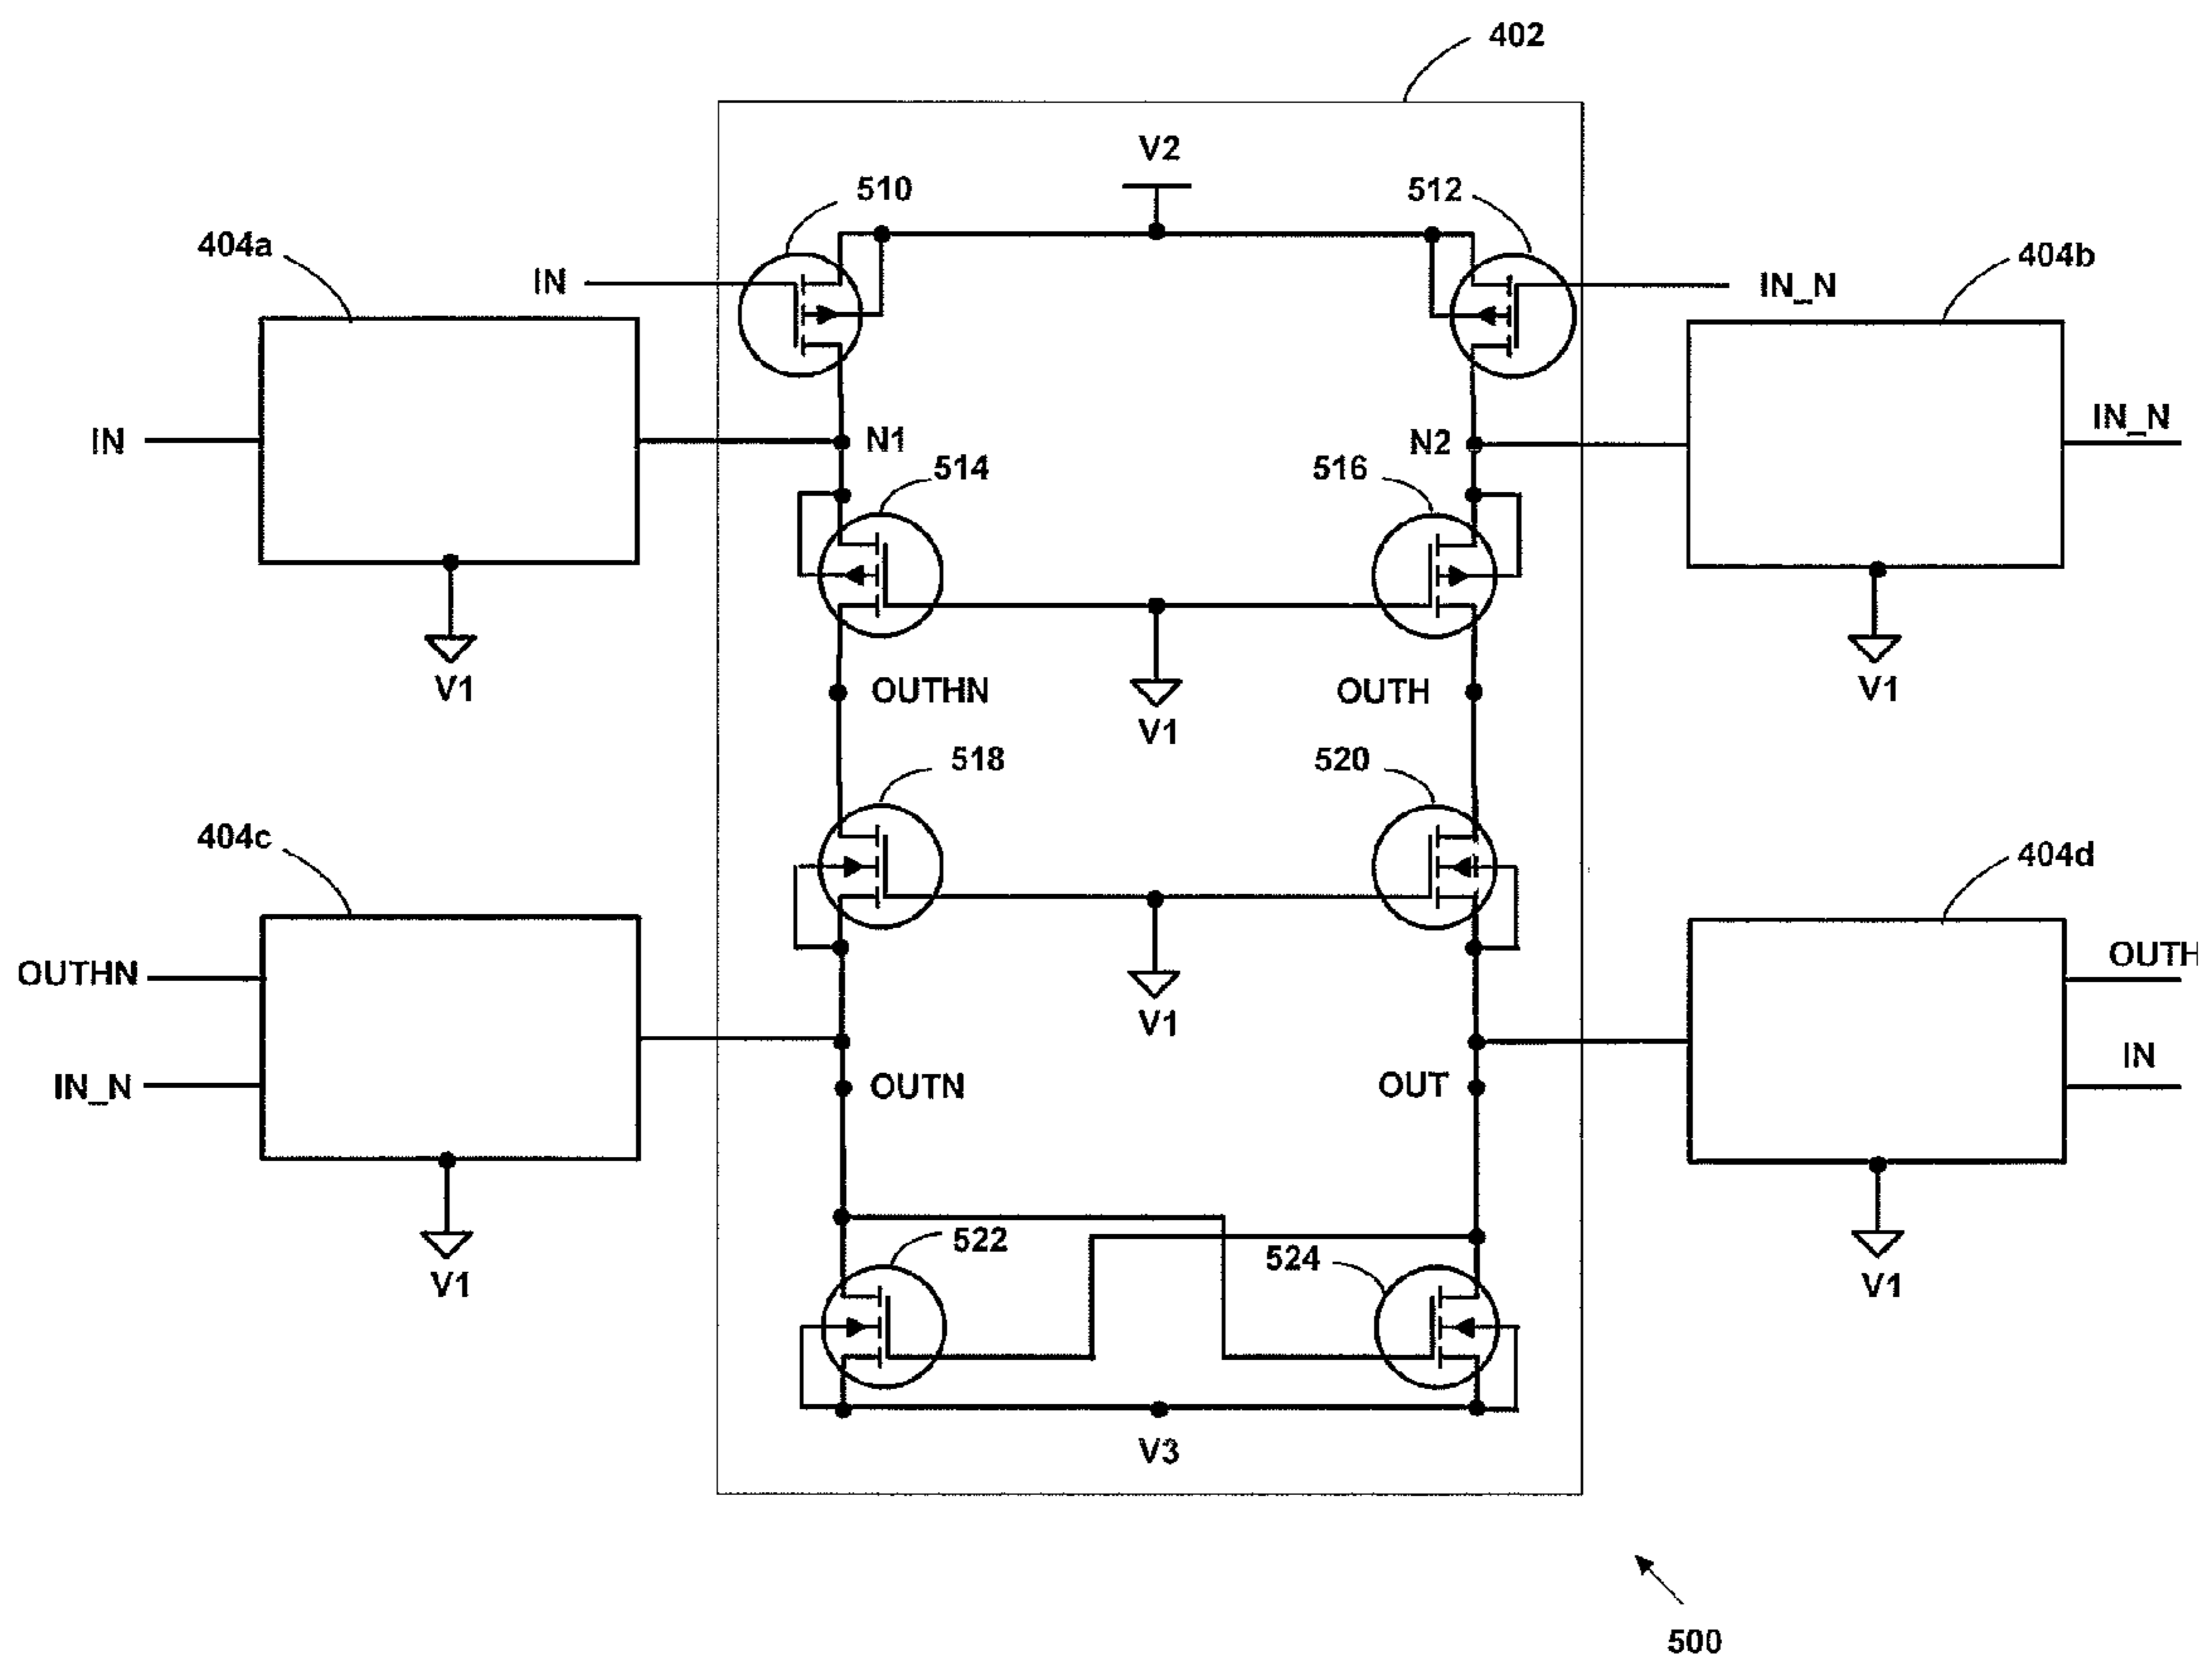 402
V2
510
512
404a
IN
IN_N
404b
IN
N1
N2
IN_N
514
516
V1
OUTHN
OUTH
V1
V1
518
520
404c
404d
OUTHN
OUTH
V1
IN_N
OUTN
OUT
IN
522
524
V1
V1
V3
500